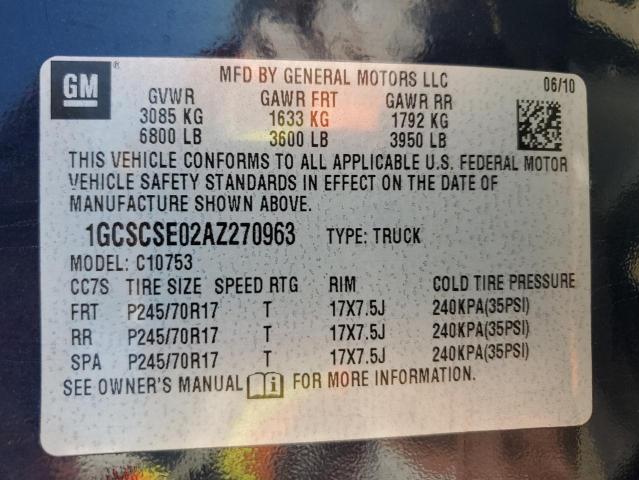 GM ®
MFD BY GENERAL MOTORS LLC 06/10
GVWR GAWR FRT GAWR RR
3085 KG 1633 KG 1792 KG
6800 LB 3600 LB 3950 LB
THIS VEHICLE CONFORMS TO ALL APPLICABLE U.S. FEDERAL MOTOR
VEHICLE SAFETY STANDARDS IN EFFECT ON THE DATE OF
MANUFACTURE SHOWN ABOVE.
1GCSCSE02AZ270963 TYPE: TRUCK
MODEL: C10753
CC7S TIRE SIZE SPEED RTG RIM COLD TIRE PRESSURE
FRT P245/70R17 T 17X7.5J 240KPA(35PSI)
RR P245/70R17 T 17X7.5J 240KPA(35PSI)
SPA P245/70R17 T 17X7.5J 240KPA(35PSI)
SEE OWNER'S MANUAL i FOR MORE INFORMATION.